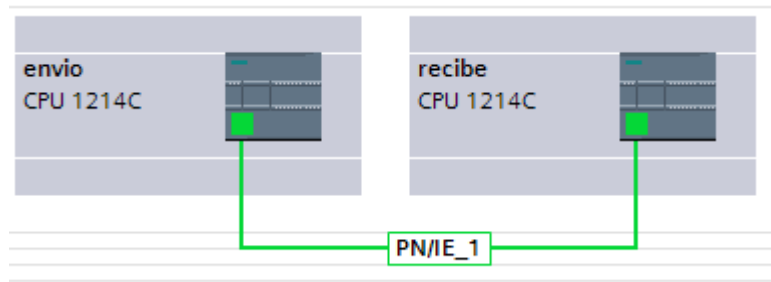 envio
CPU 1214C
recibe
CPU 1214C
PN/IE_1